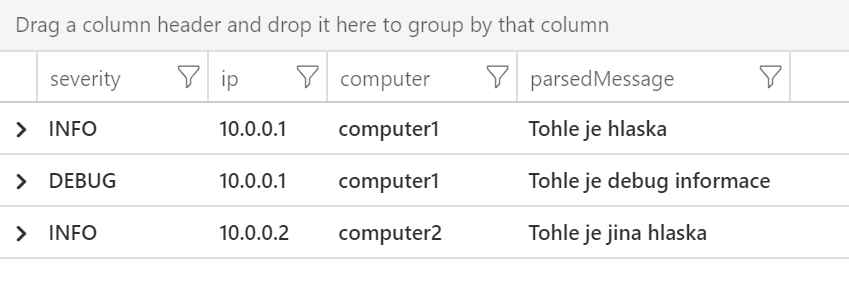 Drag a column header and drop it here to group by that column
severity ip computer parsedMessage
INFO 10.0.0.1 computer1 Tohle je hlaska
DEBUG 10.0.0.1 computer1 Tohle je debug informace
INFO 10.0.0.2 computer2 Tohle je jina hlaska